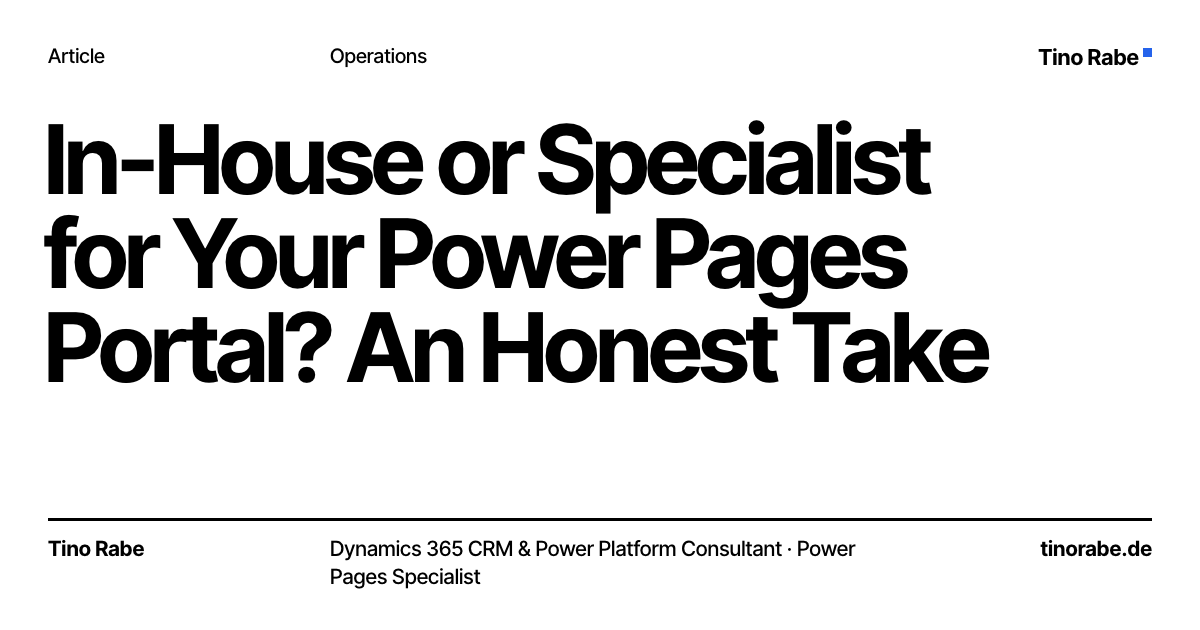 Article
Operations
Tino Rabe
In-House or Specialist
for Your Power Pages
Portal? An Honest Take
Tino Rabe
Dynamics 365 CRM & Power Platform Consultant · Power
Pages Specialist
tinorabe.de